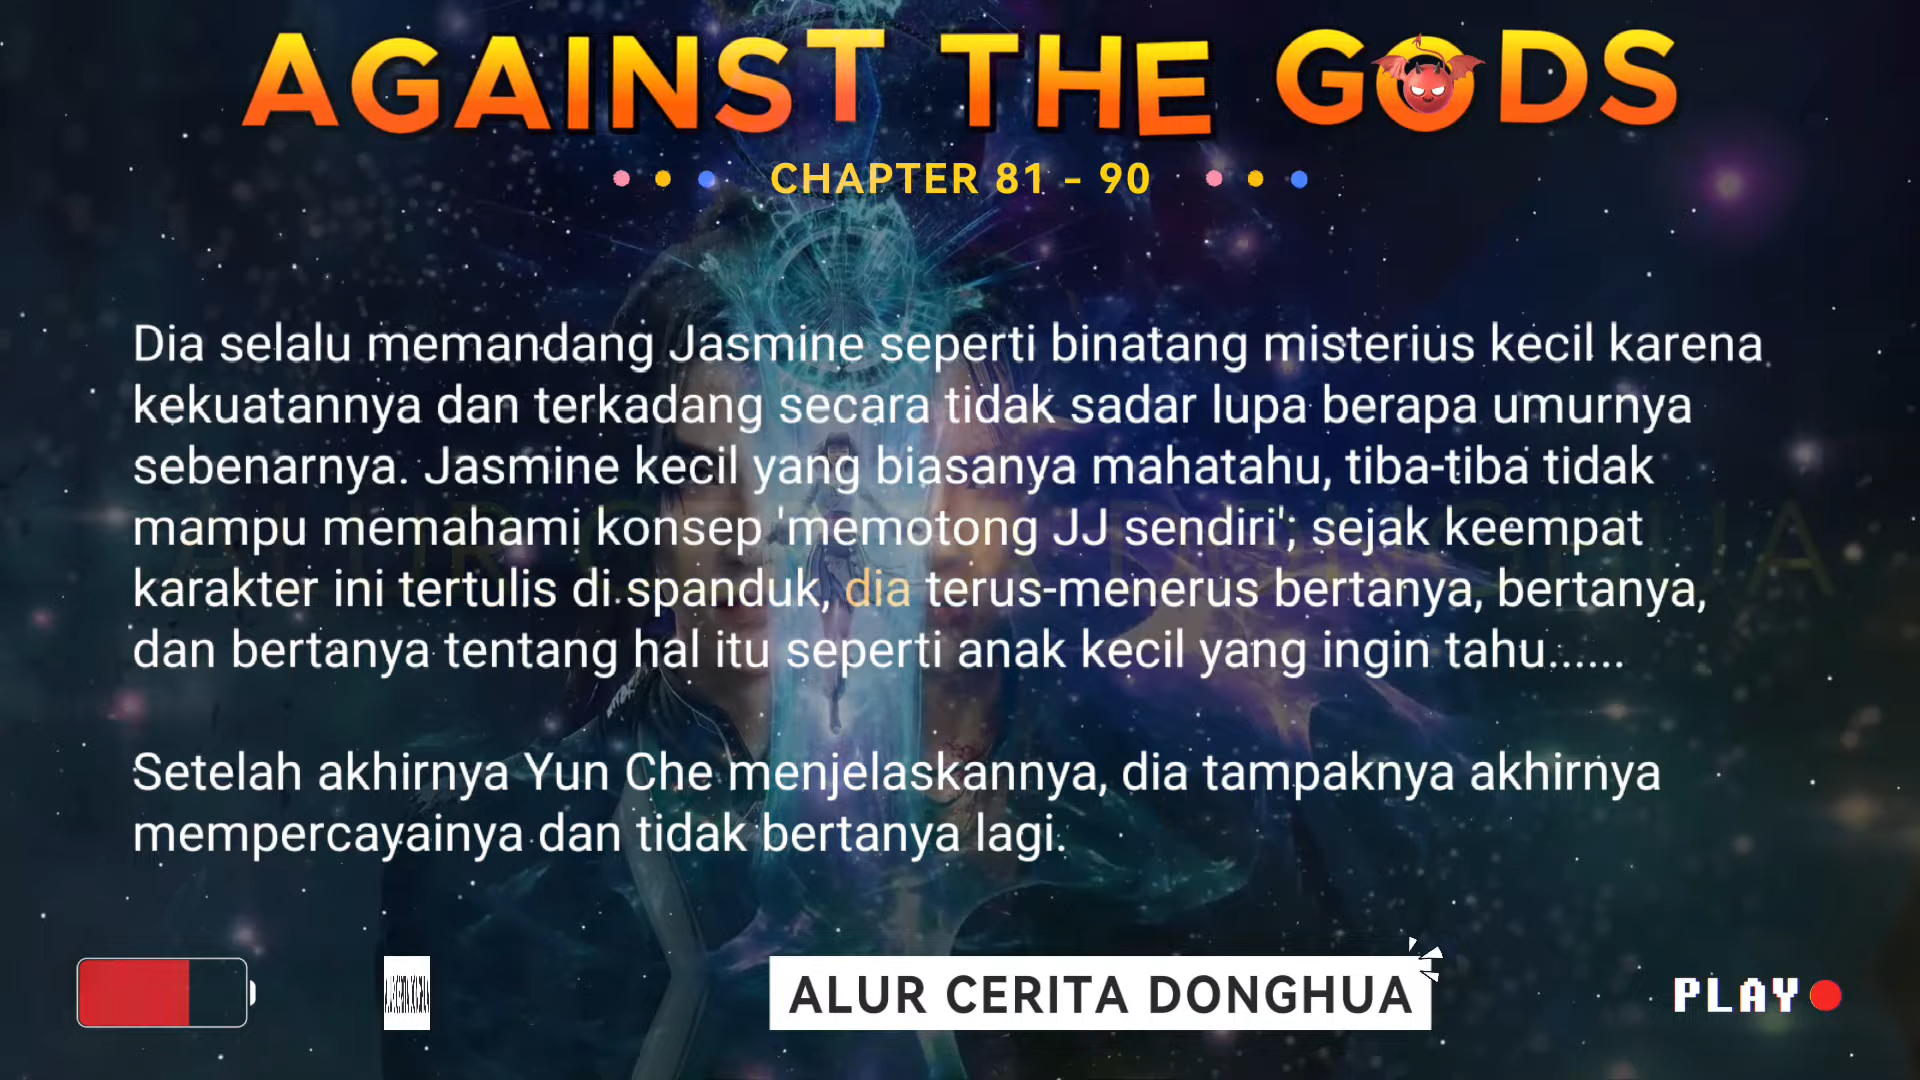 AGAINST THE GODS
CHAPTER 81 - 90
Dia selalu memandang Jasmine seperti binatang misterius kecil karena
kekuatannya dan terkadang secara tidak sadar lupa berapa umurnya
sebenarnya. Jasmine kecil yang biasanya mahatahu, tiba-tiba tidak
mampu memahami konsep 'memotong JJ sendiri'; sejak keempat
karakter ini tertulis di spanduk, dia terus-menerus bertanya, bertanya,
dan bertanya tentang hal itu seperti anak kecil yang ingin tahu......
Setelah akhirnya Yun Che menjelaskannya, dia tampaknya akhirnya
mempercayainya dan tidak bertanya lagi.
ALUR CERITA DONGHUA
PLAY